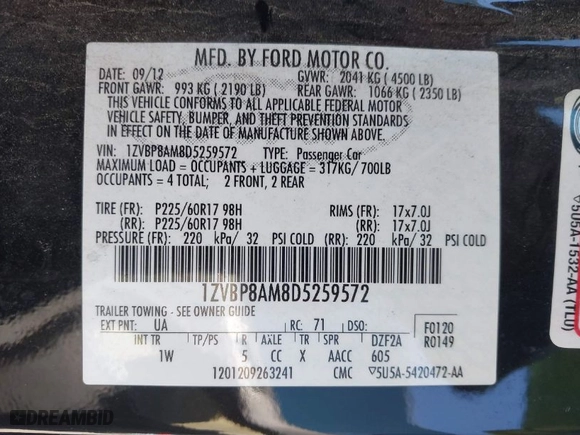 MFD. BY FORD MOTOR CO.
DATE: 09/12 GVWR: 2041 KG ( 4500 LB)
FRONT GAWR: 993 KG ( 2190 LB) REAR GAWR: 1066 KG ( 2350 LB)
THIS VEHICLE CONFORMS TO ALL APPLICABLE FEDERAL MOTOR
VEHICLE SAFETY, BUMPER, AND THEFT PREVENTION STANDARDS
IN EFFECT ON THE DATE OF MANUFACTURE SHOWN ABOVE.
VIN: 1ZVBP8AM8D5259572 TYPE: Passenger Car
MAXIMUM LOAD = OCCUPANTS + LUGGAGE = 317KG/ 700LB
OCCUPANTS = 4 TOTAL; 2 FRONT, 2 REAR
TIRE (FR): P225/60R17 98H RIMS (FR): 17x7.0J
(RR): P225/60R17 98H (RR): 17x7.0J
PRESSURE (FR): 220 kPa/ 32 PSI COLD (RR): 220 kPa/ 32 PSI COLD
1ZVBP8AM8D5259572
TRAILER TOWING - SEE OWNER GUIDE
EXT PNT: UA RC: 71 DSO: F0120
INT TR TP/PS R AXLE TR SPR DZF2A R0149
1W 5 CC X AACC 605
1201209263241 CMC ▽5U5A-5420472-AA
▽5U5A-1532-AA (TLU)
DREAMBID